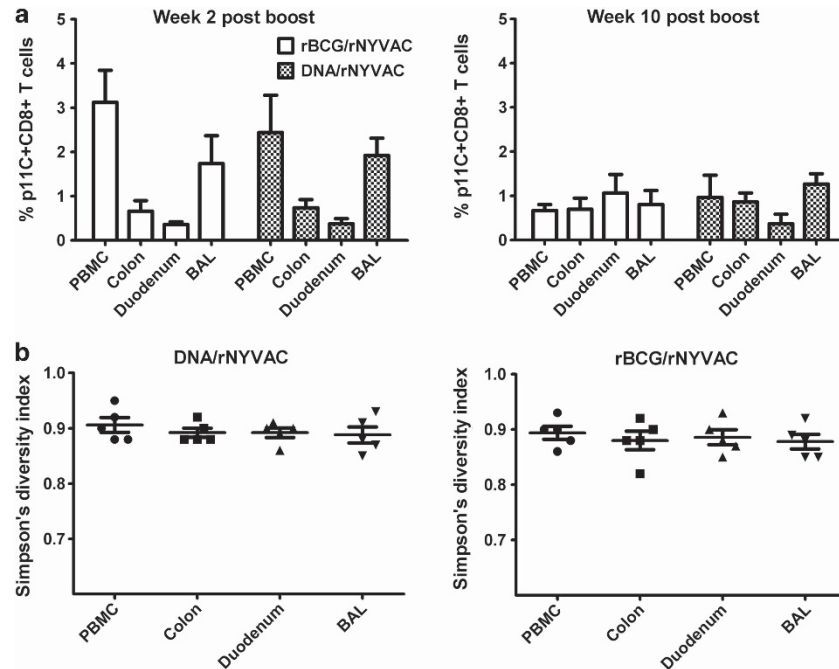 a
Week 2 post boost
% p11C+CD8+ T cells
5
4
3
2
1
0
rBCG/rNYVAC
DNA/rNYVAC
PBMC
Colon
Duodenum
BAL
PBMC
Colon
Duodenum
BAL
Week 10 post boost
% p11C+CD8+ T cells
5
4
3
2
1
0
PBMC
Colon
Duodenum
BAL
PBMC
Colon
Duodenum
BAL
b
DNA/rNYVAC
Simpson's diversity index
1.0
0.9
0.8
0.7
PBMC
Colon
Duodenum
BAL
rBCG/rNYVAC
Simpson's diversity index
1.0
0.9
0.8
0.7
PBMC
Colon
Duodenum
BAL